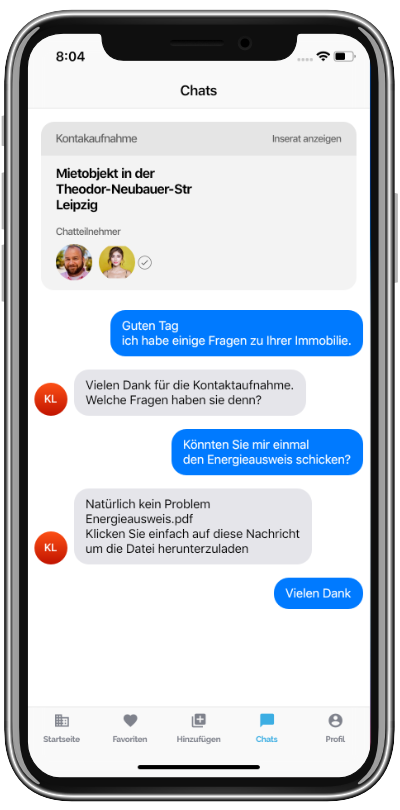 8:04
Chats
Kontakaufnahme
Inserat anzeigen
Mietobjekt in der
Theodor-Neubauer-Str
Leipzig
Chatteilnehmer
Guten Tag
ich habe einige Fragen zu Ihrer Immobilie.
Vielen Dank für die Kontaktaufnahme.
Welche Fragen haben sie denn?
KL
Könnten Sie mir einmal
den Energieausweis schicken?
Natürlich kein Problem
Energieausweis.pdf
Klicken Sie einfach auf diese Nachricht
um die Datei herunterzuladen
KL
Vielen Dank
Startseite
Favoriten
Hinzufügen
Chats
Profil